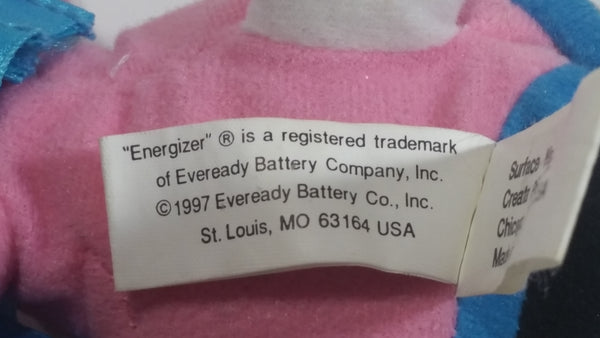 "Energizer" ® is a registered trademark
of Eveready Battery Company, Inc.
© 1997 Eveready Battery Co., Inc.
St. Louis, MO 63164 USA
Surface